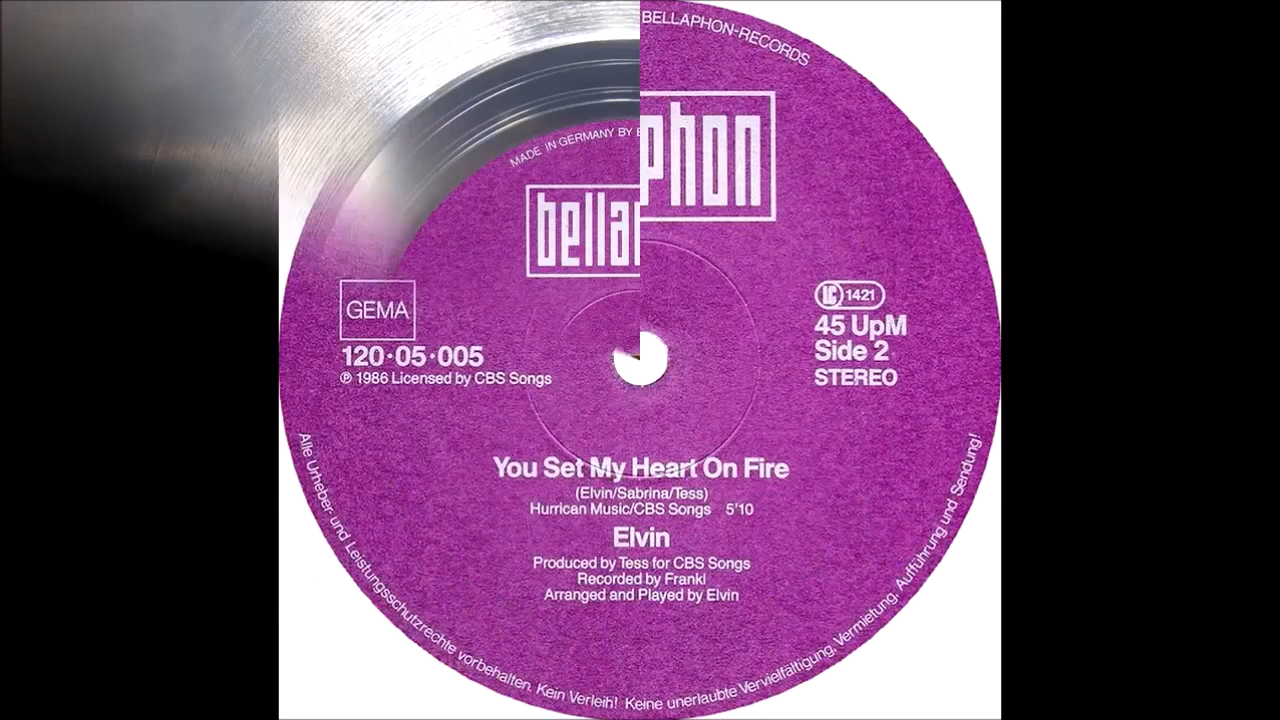 BELLAPHON-RECORDS
MADE IN GERMANY BY
phon
bella
GEMA
LC 1421
120·05·005
45 UpM
Side 2
℗ 1986 Licensed by CBS Songs
STEREO
You Set My Heart On Fire
(Elvin/Sabrina/Tess)
Hurrican Music/CBS Songs 5'10
Elvin
Produced by Tess for CBS Songs
Recorded by Frankl
Arranged and Played by Elvin
Alle Urheber- und Leistungsschutzrechte vorbehalten. Kein Verleih! Keine unerlaubte Vervielfältigung, Vermietung, Aufführung und Sendung!